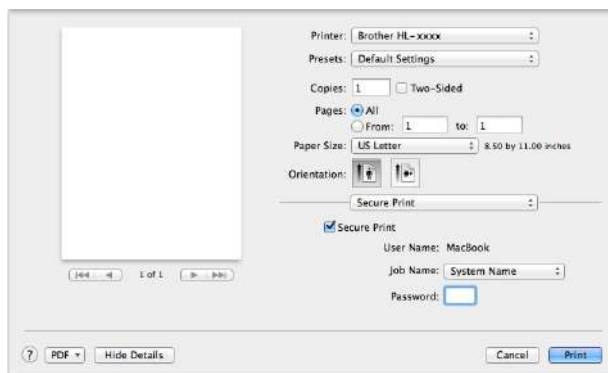 Printer: Brother HL-xxxx
Presets: Default Settings
Copies: 1 Two-Sided
Pages: All
From: 1 to: 1
Paper Size: US Letter 8.50 by 11.00 inches
Orientation:
Secure Print
Secure Print
User Name: MacBook
Job Name: System Name
Password:
1 of 1
? PDF Hide Details Cancel Print